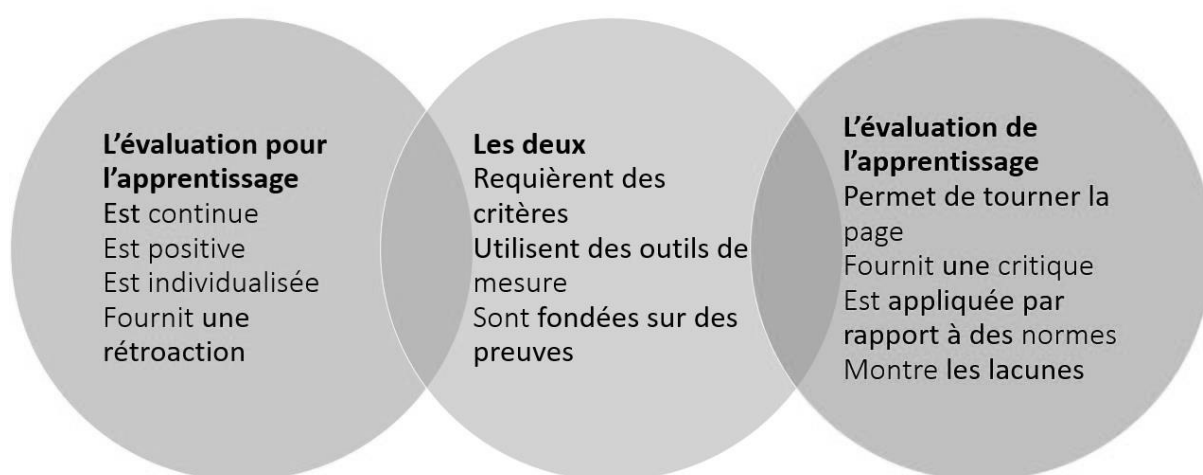 L'évaluation pour
l'apprentissage
Est continue
Est positive
Est individualisée
Fournit une
rétroaction
Les deux
Requièrent des
critères
Utilisent des outils de
mesure
Sont fondées sur des
preuves
L'évaluation de
l'apprentissage
Permet de tourner la
page
Fournit une critique
Est appliquée par
rapport à des normes
Montre les lacunes